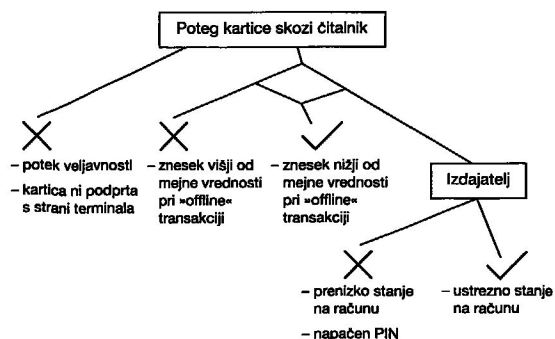 Poteg kartice skozi čitalnik
– potek veljavnosti
– kartica ni podprta
s strani terminala
– znesek višji od
mejne vrednosti
pri »offline«
transakciji
– znesek nižji od
mejne vrednosti
pri »offline«
transakciji
Izdajatelj
– prenizko stanje
na računu
– napačen PIN
– ustrezno stanje
na računu